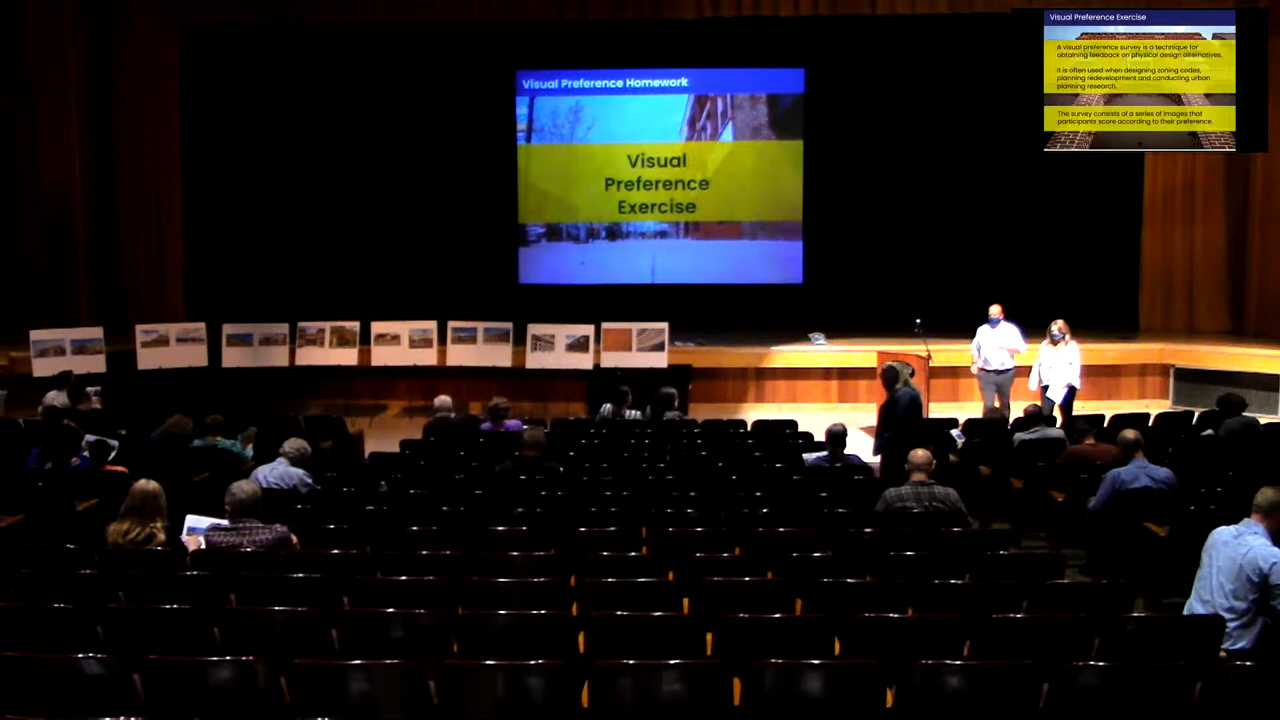 Visual Preference Homework
Visual
Preference
Exercise
Visual Preference Exercise
A visual preference survey is a technique for
obtaining feedback on physical design alternatives.
It is often used when designing zoning codes,
planning redevelopment and conducting urban
planning research.
The survey consists of a series of images that
participants score according to their preference.